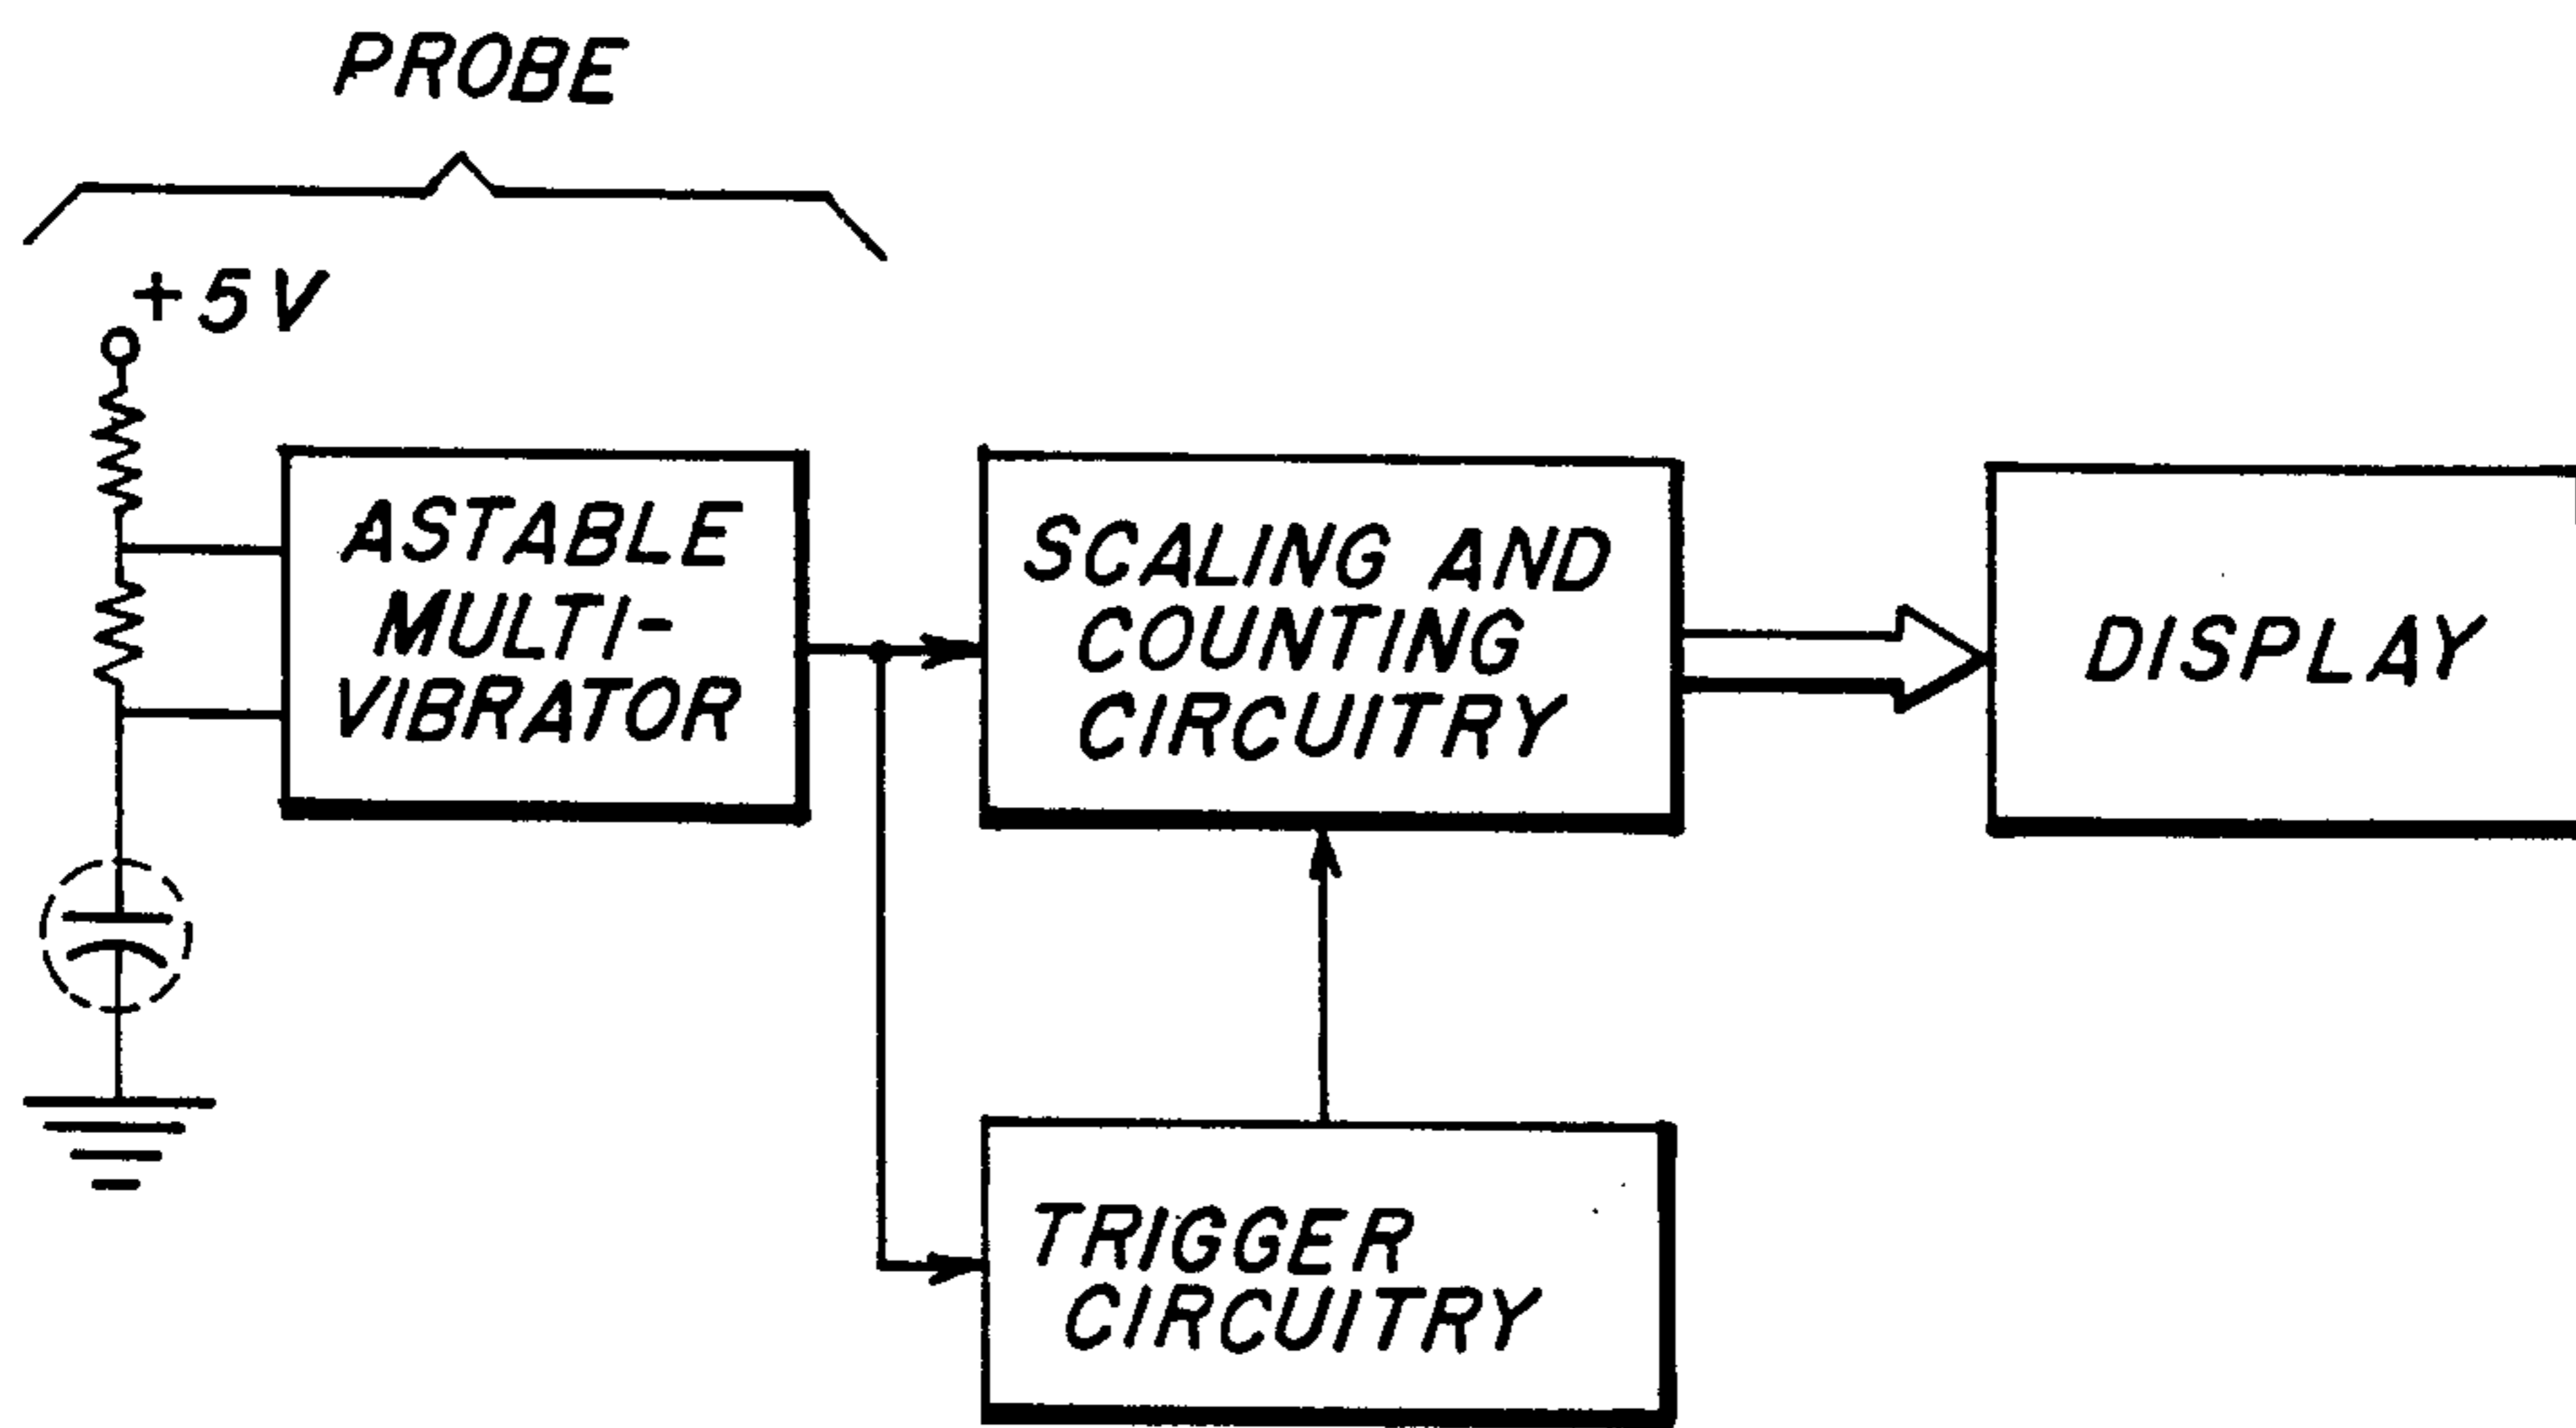 PROBE
+5V
ASTABLE
MULTI-
VIBRATOR
SCALING AND
COUNTING
CIRCUITRY
DISPLAY
TRIGGER
CIRCUITRY